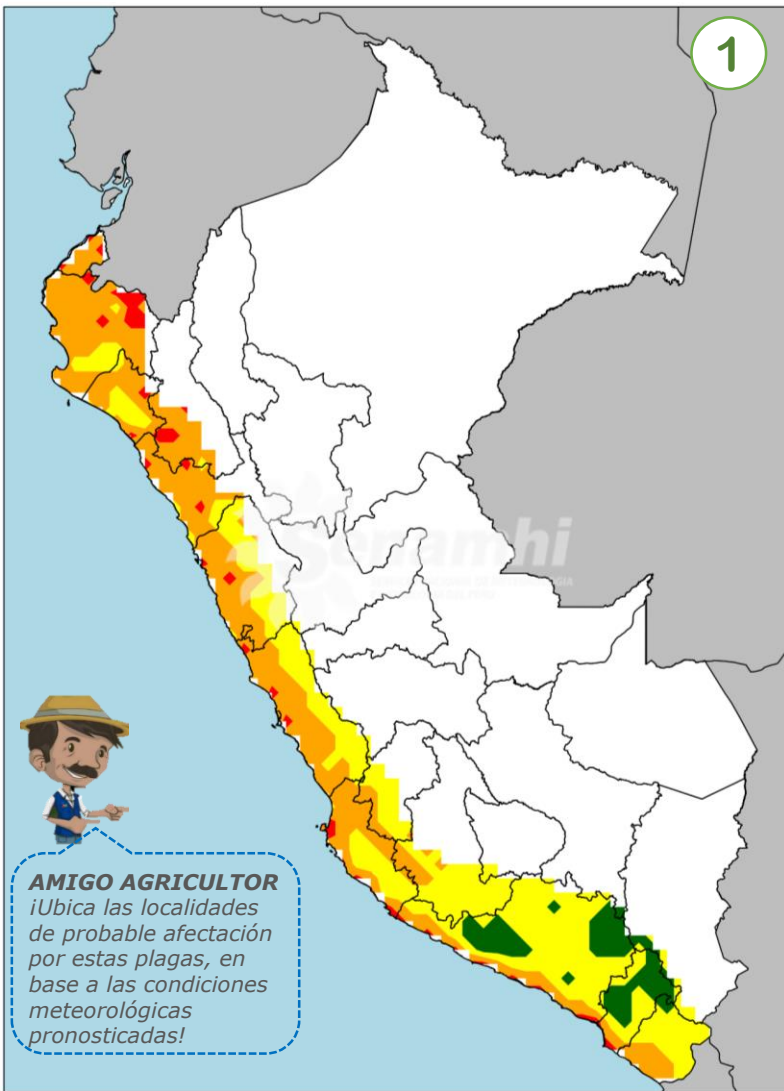 1
Senamhi
AMIGO AGRICULTOR
¡Ubica las localidades
de probable afectación
por estas plagas, en
base a las condiciones
meteorológicas
pronosticadas!